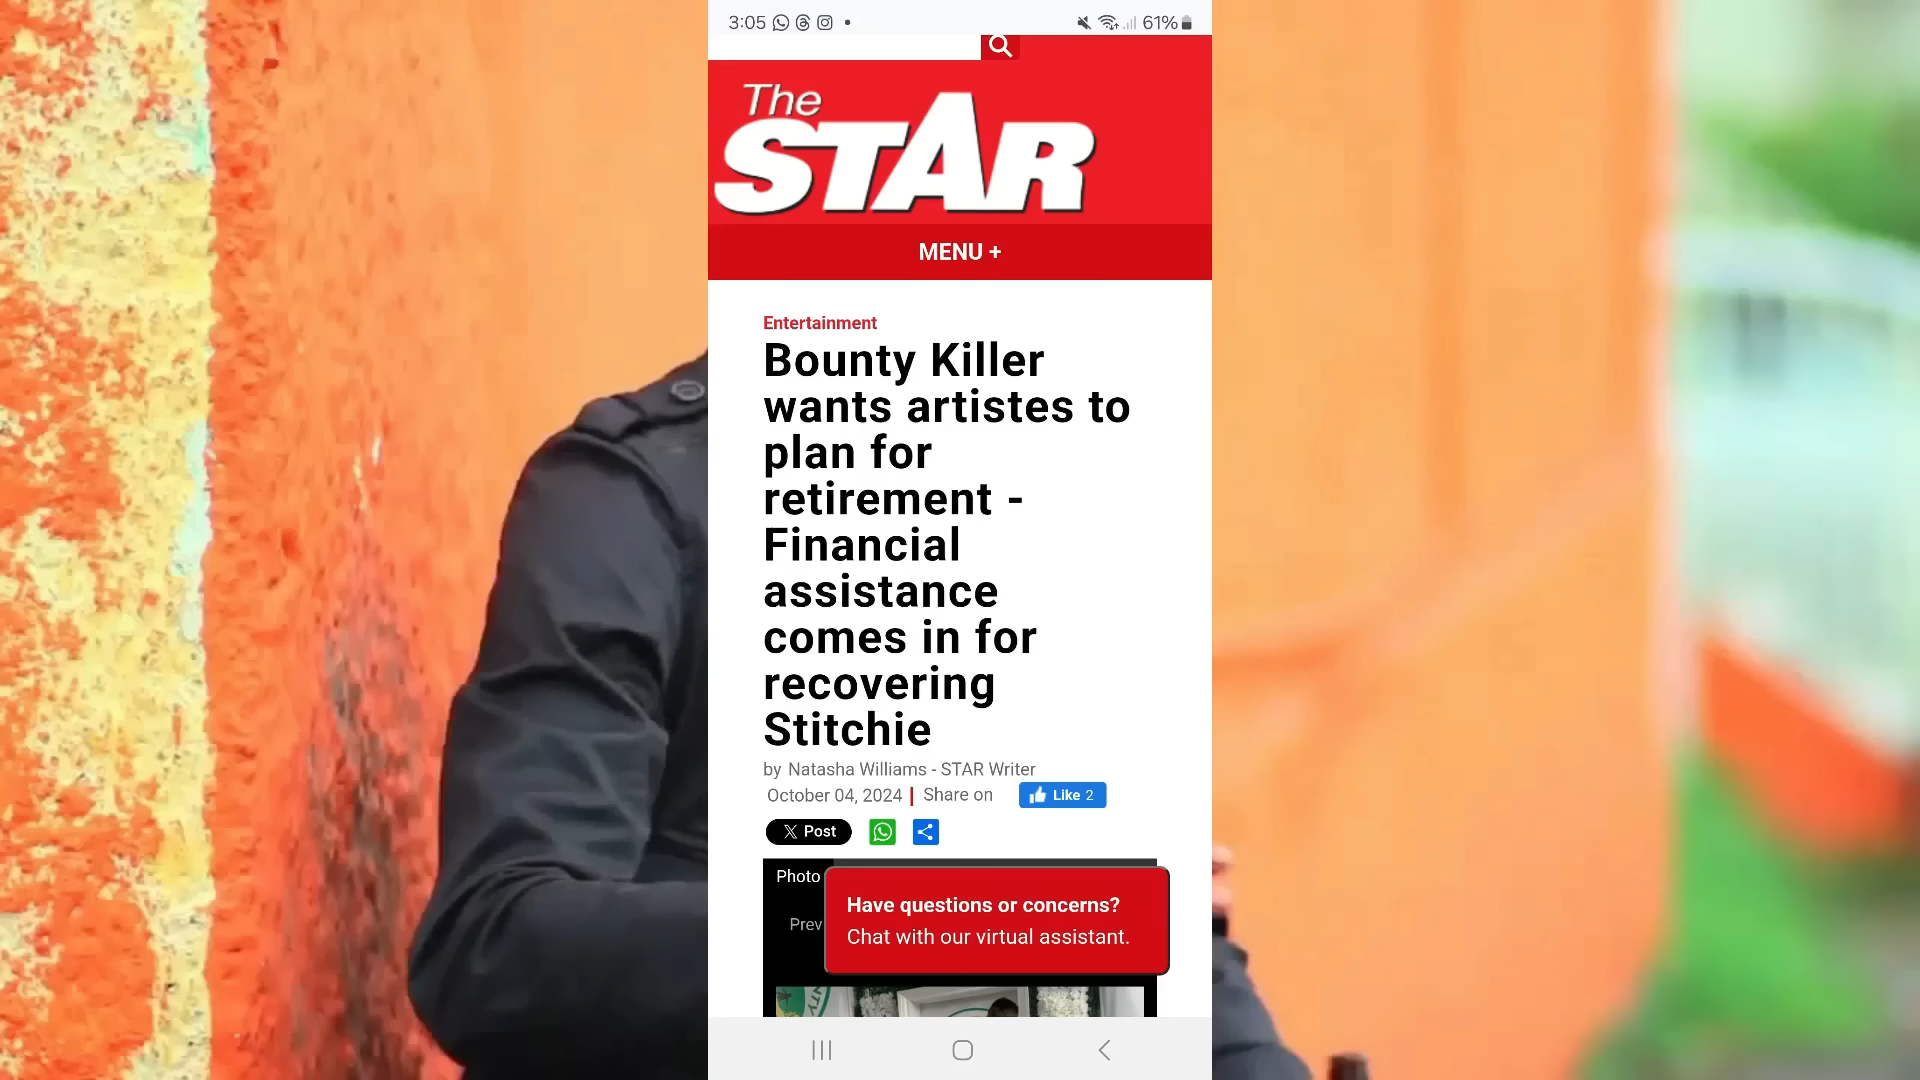 3:05
61%
The
STAR
MENU +
Entertainment
Bounty Killer
wants artistes to
plan for
retirement -
Financial
assistance
comes in for
recovering
Stitchie
by Natasha Williams - STAR Writer
October 04, 2024 | Share on
Like 2
X Post
Photo
Prev
Have questions or concerns?
Chat with our virtual assistant.